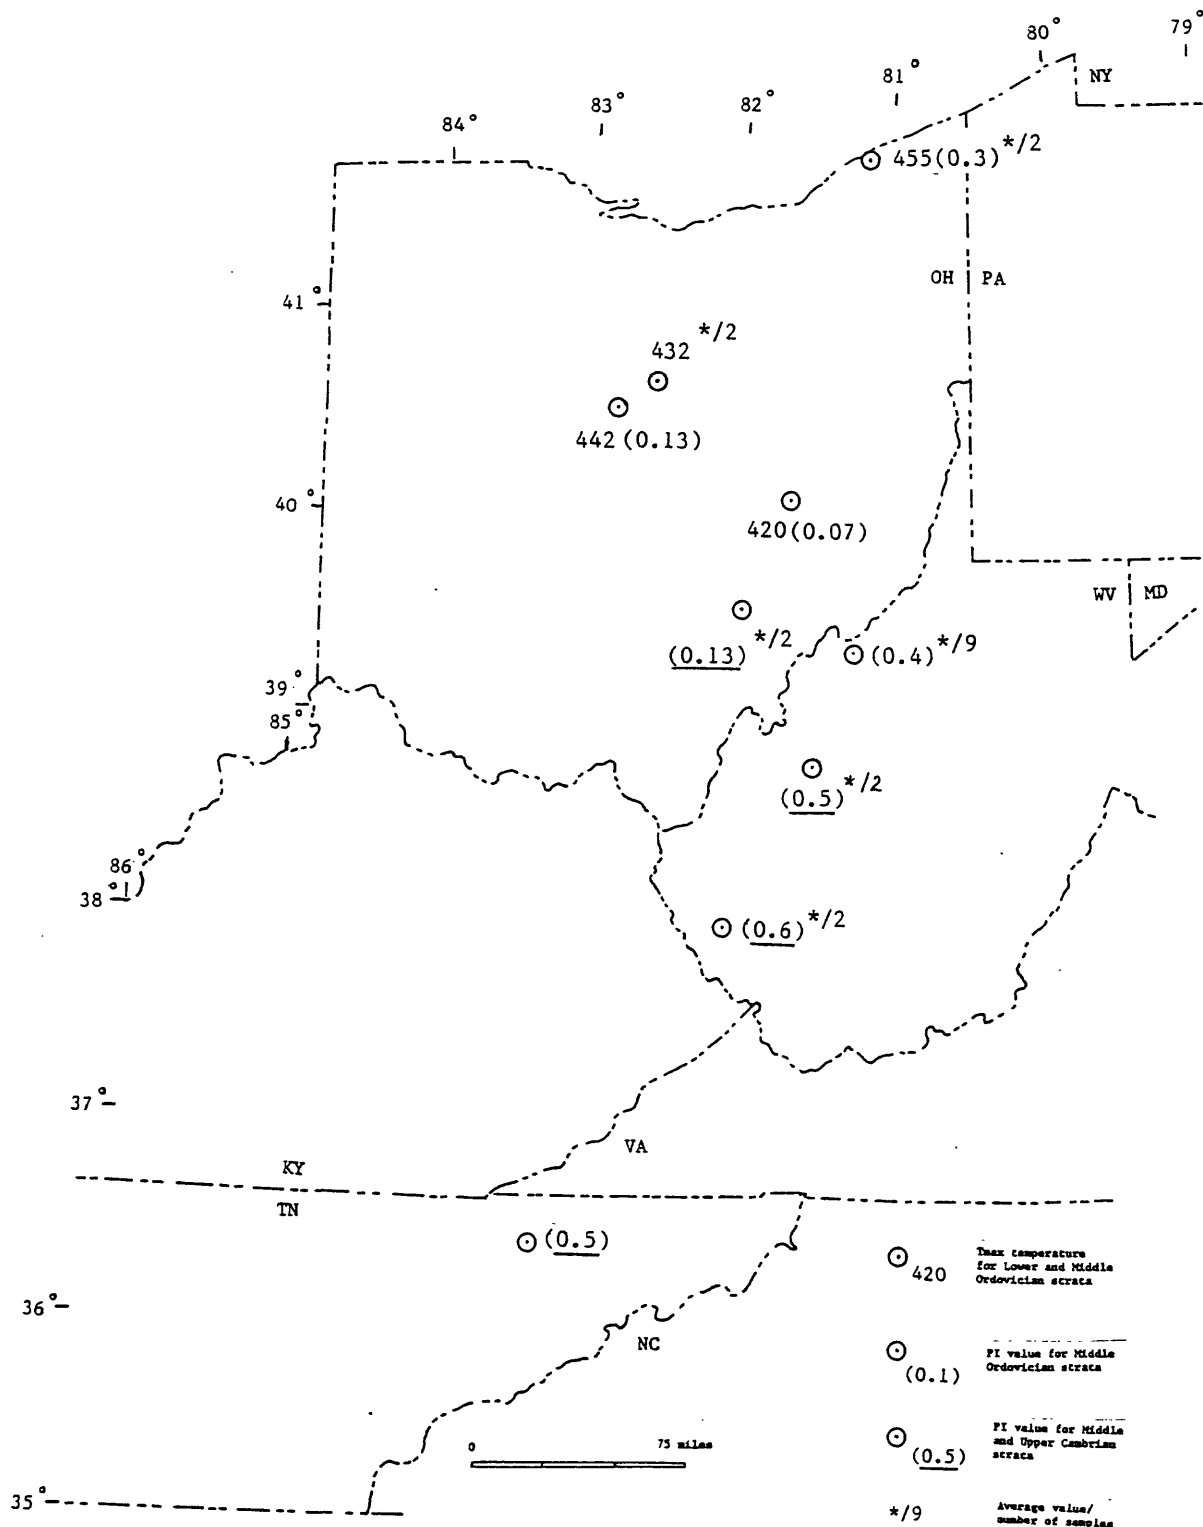 79°
80°
NY
81°
82°
83°
84°
455(0.3)*/2
OH PA
41°
432*/2
442(0.13)
40°
420(0.07)
WV MD
(0.13)*/2
(0.4)*/9
39°
85°
(0.5)*/2
86°
38°
(0.6)*/2
37°
VA
KY
TN
(0.5)
420
Tmax temperature
for Lower and Middle
Ordovician strata
36°
NC
(0.1)
PI value for Middle
Ordovician strata
0 75 miles
(0.5)
PI value for Middle
and Upper Cambrian
strata
35°
*/9
Average value/
number of samples